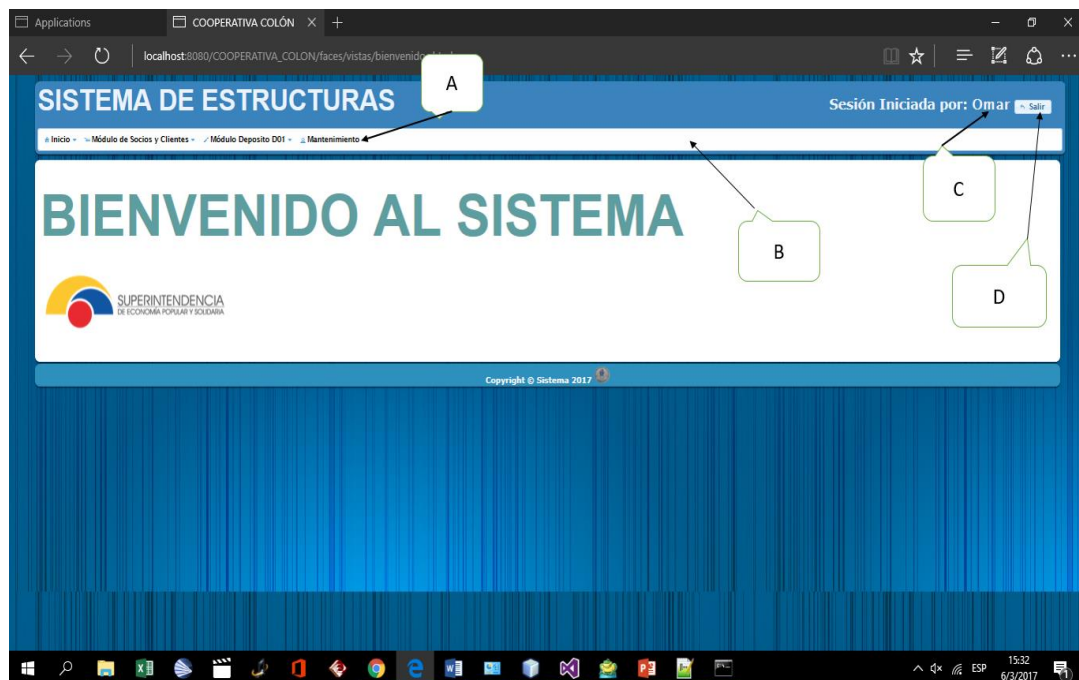 Applications
COOPERATIVA COLÓN
localhost:8080/COOPERATIVA_COLON/faces/vistas/bienvenido
A
SISTEMA DE ESTRUCTURAS
Sesión Iniciada por: Omar
Salir
Inicio
Módulo de Socios y Clientes
Módulo Deposito D01
Mantenimiento
C
BIENVENIDO AL SISTEMA
B
D
SUPERINTENDENCIA
DE ECONOMÍA POPULAR Y SOLIDARIA
Copyright © Sistema 2017
ESP
15:32
6/3/2017